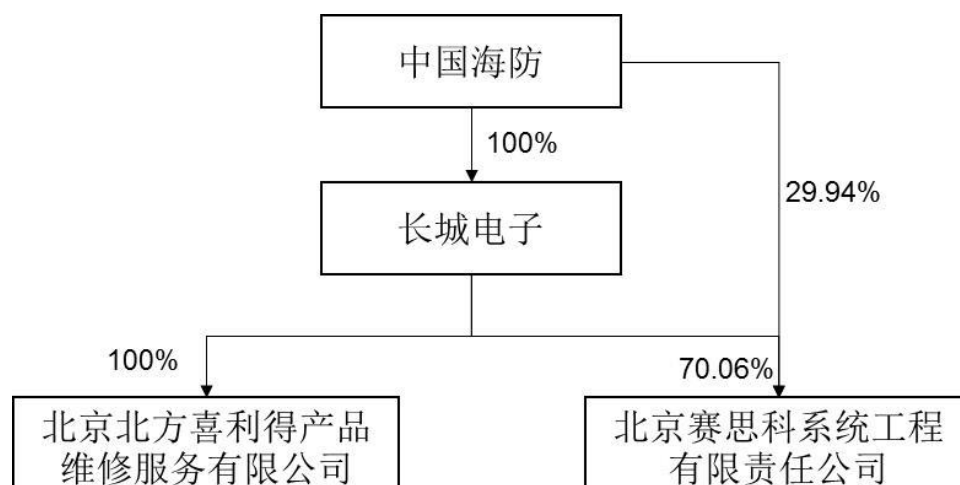 中国海防
100%
29.94%
长城电子
100%
70.06%
北京北方喜利得产品
维修服务有限公司
北京赛思科系统工程
有限责任公司